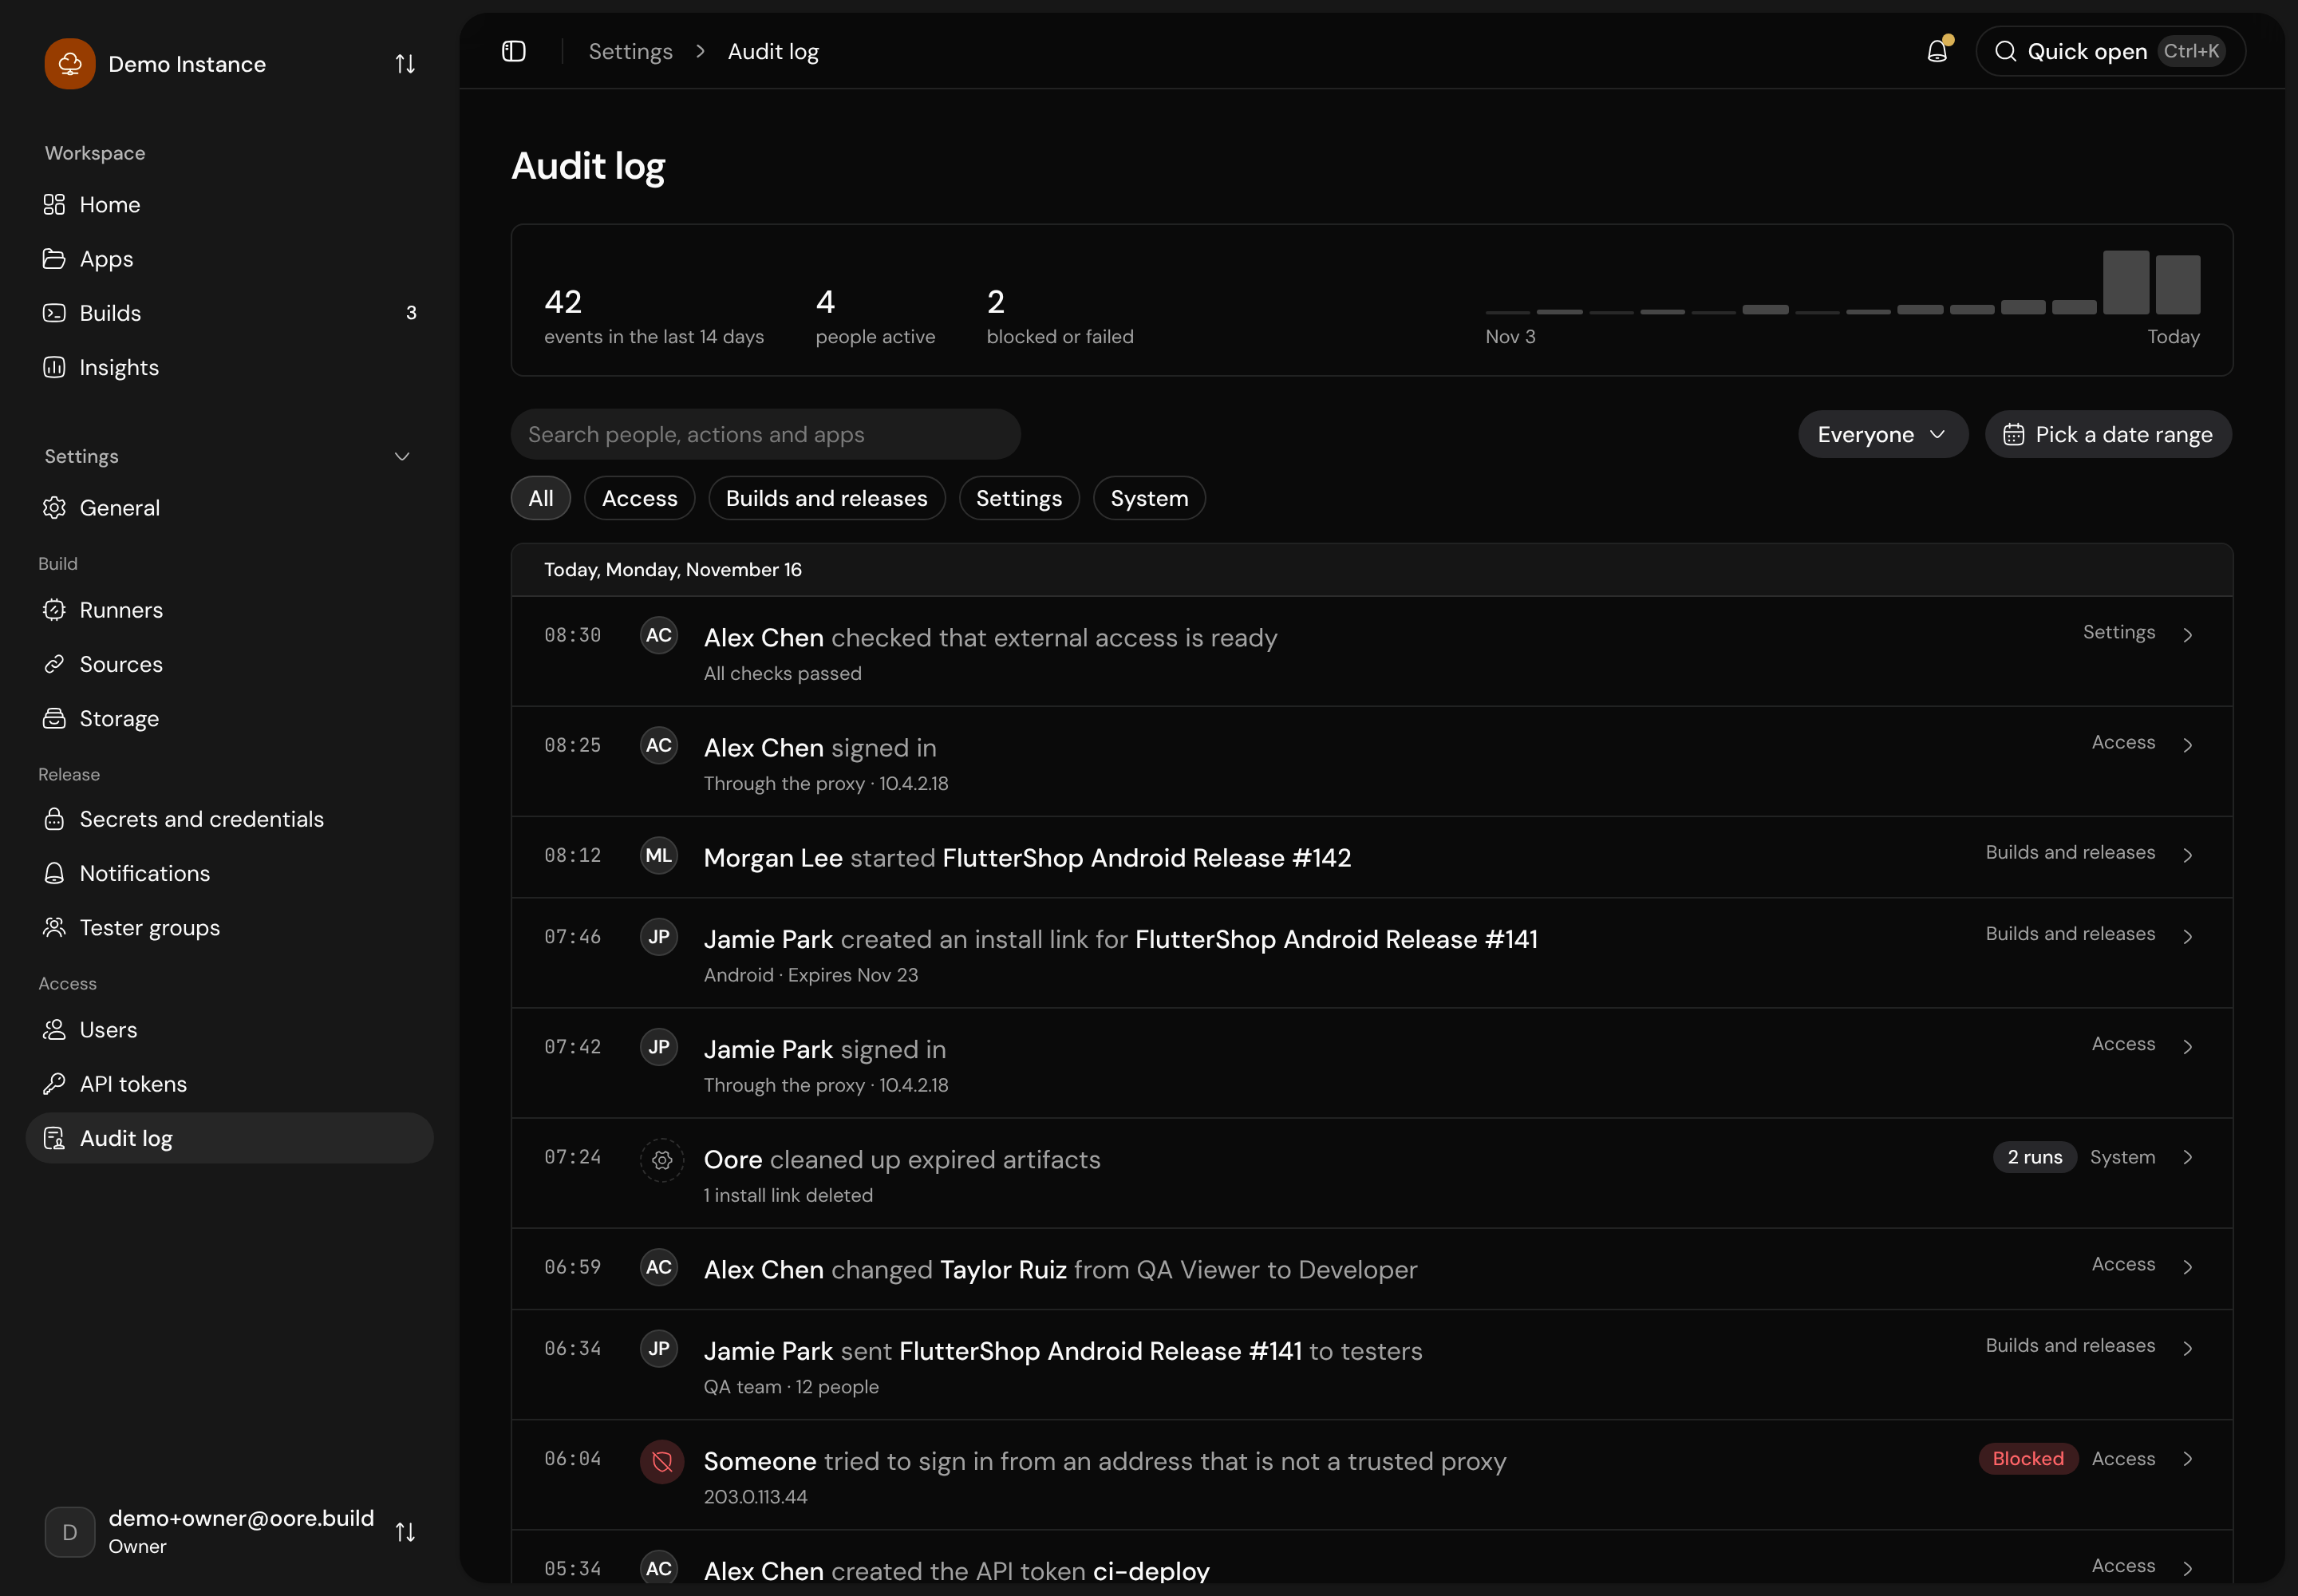 Demo Instance
Workspace
Home
Apps
Builds 3
Insights
Settings
General
Build
Runners
Sources
Storage
Release
Secrets and credentials
Notifications
Tester groups
Access
Users
API tokens
Audit log
D
demo+owner@oore.build
Owner
Settings > Audit log
Quick open Ctrl+K
Audit log
42
events in the last 14 days
4
people active
2
blocked or failed
Nov 3
Today
Search people, actions and apps
Everyone
Pick a date range
All
Access
Builds and releases
Settings
System
Today, Monday, November 16
08:30 AC Alex Chen checked that external access is ready Settings
All checks passed
08:25 AC Alex Chen signed in Access
Through the proxy · 10.4.2.18
08:12 ML Morgan Lee started FlutterShop Android Release #142 Builds and releases
07:46 JP Jamie Park created an install link for FlutterShop Android Release #141 Builds and releases
Android · Expires Nov 23
07:42 JP Jamie Park signed in Access
Through the proxy · 10.4.2.18
07:24 Oore cleaned up expired artifacts 2 runs System
1 install link deleted
06:59 AC Alex Chen changed Taylor Ruiz from QA Viewer to Developer Access
06:34 JP Jamie Park sent FlutterShop Android Release #141 to testers Builds and releases
QA team · 12 people
06:04 Someone tried to sign in from an address that is not a trusted proxy Blocked Access
203.0.113.44
05:34 AC Alex Chen created the API token ci-deploy Access